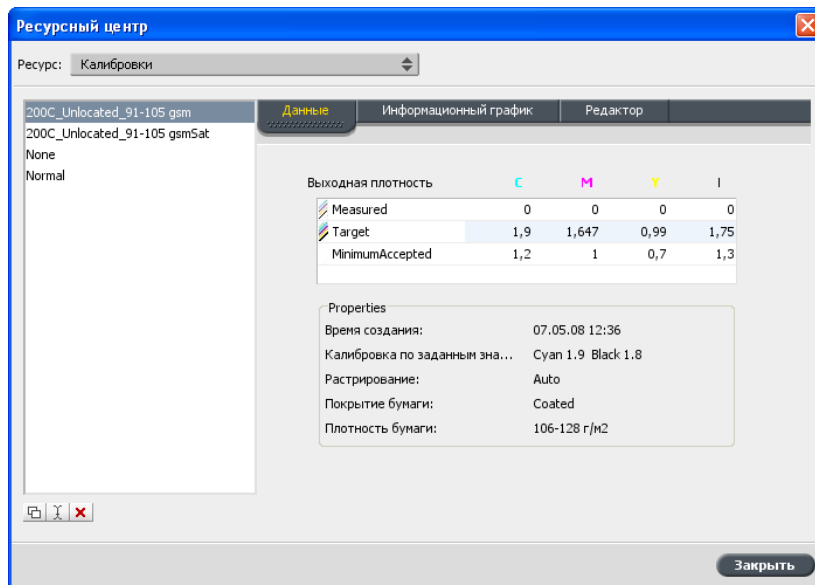 Ресурсный центр
Ресурс: Калибровки
200C_Unlocated_91-105 gsm
200C_Unlocated_91-105 gsmSat
None
Normal
Данные Информационный график Редактор
Выходная плотность C M Y I
Measured 0 0 0 0
Target 1,9 1,647 0,99 1,75
MinimumAccepted 1,2 1 0,7 1,3
Properties
Время создания: 07.05.08 12:36
Калибровка по заданным зна... Cyan 1.9 Black 1.8
Растрирование: Auto
Покрытие бумаги: Coated
Плотность бумаги: 106-128 г/м2
Закрыть